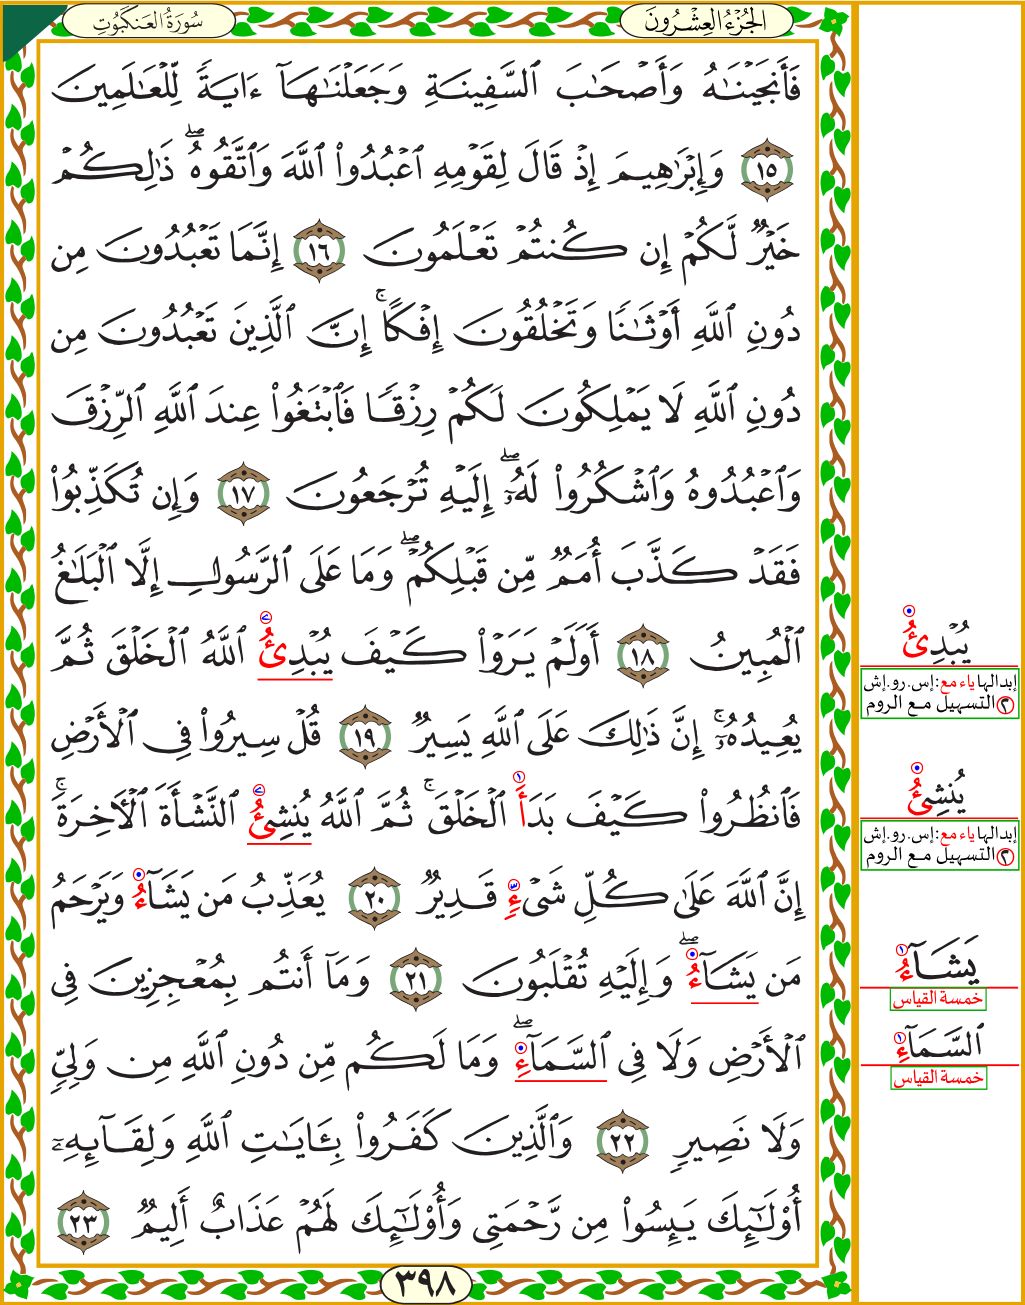 الجُزْءُ العِشْرُونَ
سُورَةُ العَنكَبُوتِ
فَأَنجَيْنَٰهُ وَأَصْحَٰبَ ٱلسَّفِينَةِ وَجَعَلْنَٰهَآ ءَايَةً لِّلْعَٰلَمِينَ
١٥ وَإِبْرَٰهِيمَ إِذْ قَالَ لِقَوْمِهِ ٱعْبُدُوا۟ ٱللَّهَ وَٱتَّقُوهُ ۖ ذَٰلِكُمْ
خَيْرٌ لَّكُمْ إِن كُنتُمْ تَعْلَمُونَ ١٦ إِنَّمَا تَعْبُدُونَ مِن
دُونِ ٱللَّهِ أَوْثَٰنًا وَتَخْلُقُونَ إِفْكًا ۚ إِنَّ ٱلَّذِينَ تَعْبُدُونَ مِن
دُونِ ٱللَّهِ لَا يَمْلِكُونَ لَكُمْ رِزْقًا فَٱبْتَغُوا۟ عِندَ ٱللَّهِ ٱلرِّزْقَ
وَٱعْبُدُوهُ وَٱشْكُرُوا۟ لَهُۥٓ ۖ إِلَيْهِ تُرْجَعُونَ ١٧ وَإِن تُكَذِّبُوا۟
فَقَدْ كَذَّبَ أُمَمٌ مِّن قَبْلِكُمْ ۖ وَمَا عَلَى ٱلرَّسُولِ إِلَّا ٱلْبَلَٰغُ
ٱلْمُبِينُ ١٨ أَوَلَمْ يَرَوْا۟ كَيْفَ يُبْدِئُ ٱللَّهُ ٱلْخَلْقَ ثُمَّ
يُعِيدُهُۥٓ ۚ إِنَّ ذَٰلِكَ عَلَى ٱللَّهِ يَسِيرٌ ١٩ قُلْ سِيرُوا۟ فِى ٱلْأَرْضِ
فَٱنظُرُوا۟ كَيْفَ بَدَأَ ٱلْخَلْقَ ۚ ثُمَّ ٱللَّهُ يُنشِئُ ٱلنَّشْأَةَ ٱلْأَخِرَةَ ۚ
إِنَّ ٱللَّهَ عَلَىٰ كُلِّ شَىْءٍ قَدِيرٌ ٢٠ يُعَذِّبُ مَن يَشَآءُ وَيَرْحَمُ
مَن يَشَآءُ ۖ وَإِلَيْهِ تُقْلَبُونَ ٢١ وَمَآ أَنتُم بِمُعْجِزِينَ فِى
ٱلْأَرْضِ وَلَا فِى ٱلسَّمَآءِ ۖ وَمَا لَكُم مِّن دُونِ ٱللَّهِ مِن وَلِىٍّ
وَلَا نَصِيرٍ ٢٢ وَٱلَّذِينَ كَفَرُوا۟ بِـَٔايَٰتِ ٱللَّهِ وَلِقَآئِهِۦٓ
أُو۟لَٰٓئِكَ يَئِسُوا۟ مِن رَّحْمَتِى وَأُو۟لَٰٓئِكَ لَهُمْ عَذَابٌ أَلِيمٌ ٢٣
٣٩٨
يُبْدِئُ
إبدالها ياء مع: إس.رو.إش
٢ التسهيل مع الروم
يُنشِئُ
إبدالها ياء مع: إس.رو.إش
٢ التسهيل مع الروم
يَشَآءُ
خمسة القياس
ٱلسَّمَآءِ
خمسة القياس